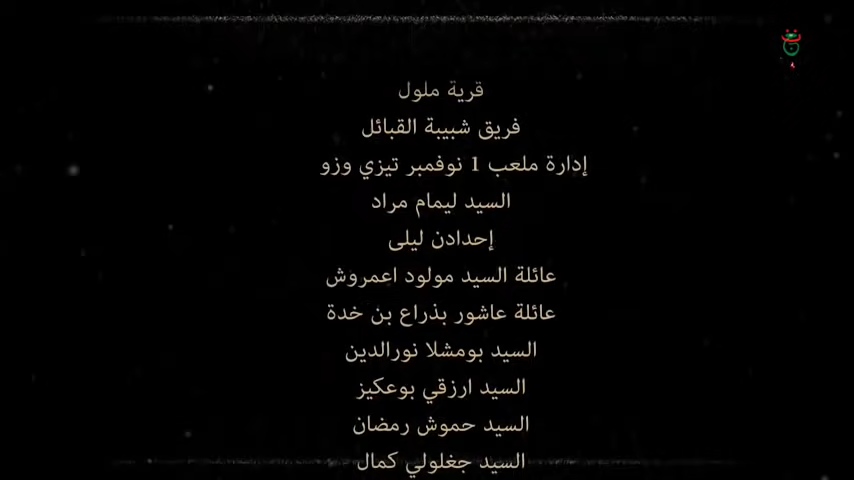 قرية ملول
فريق شبيبة القبائل
إدارة ملعب 1 نوفمبر تيزي وزو
السيد ليمام مراد
إحدادن ليلى
عائلة السيد مولود اعمروش
عائلة عاشور بذراع بن خدة
السيد بومشلا نورالدين
السيد ارزقي بوعكيز
السيد حموش رمضان
السيد جغلولي كمال